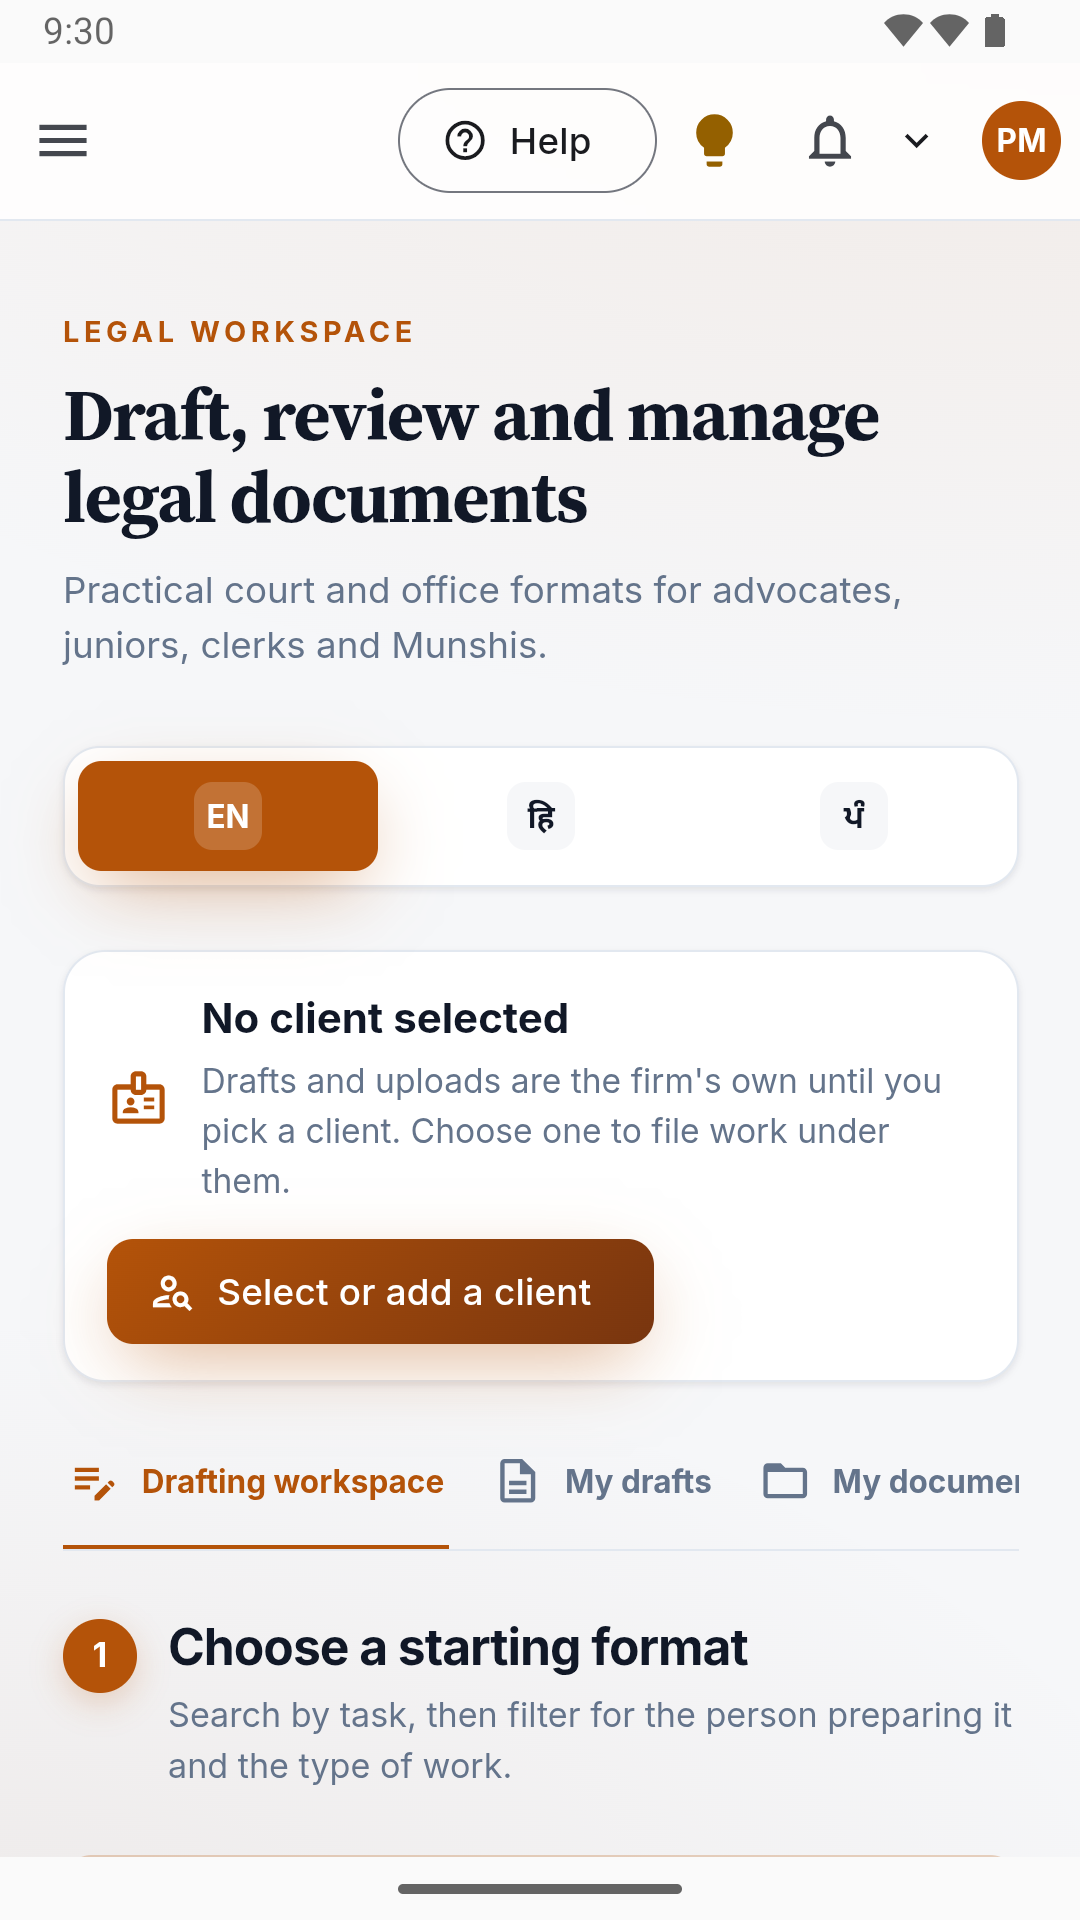 9:30
Help
PM
LEGAL WORKSPACE
Draft, review and manage
legal documents
Practical court and office formats for advocates,
juniors, clerks and Munshis.
EN
हि
ਪੰ
No client selected
Drafts and uploads are the firm's own until you
pick a client. Choose one to file work under
them.
Select or add a client
Drafting workspace
My drafts
My documen
1
Choose a starting format
Search by task, then filter for the person preparing it
and the type of work.